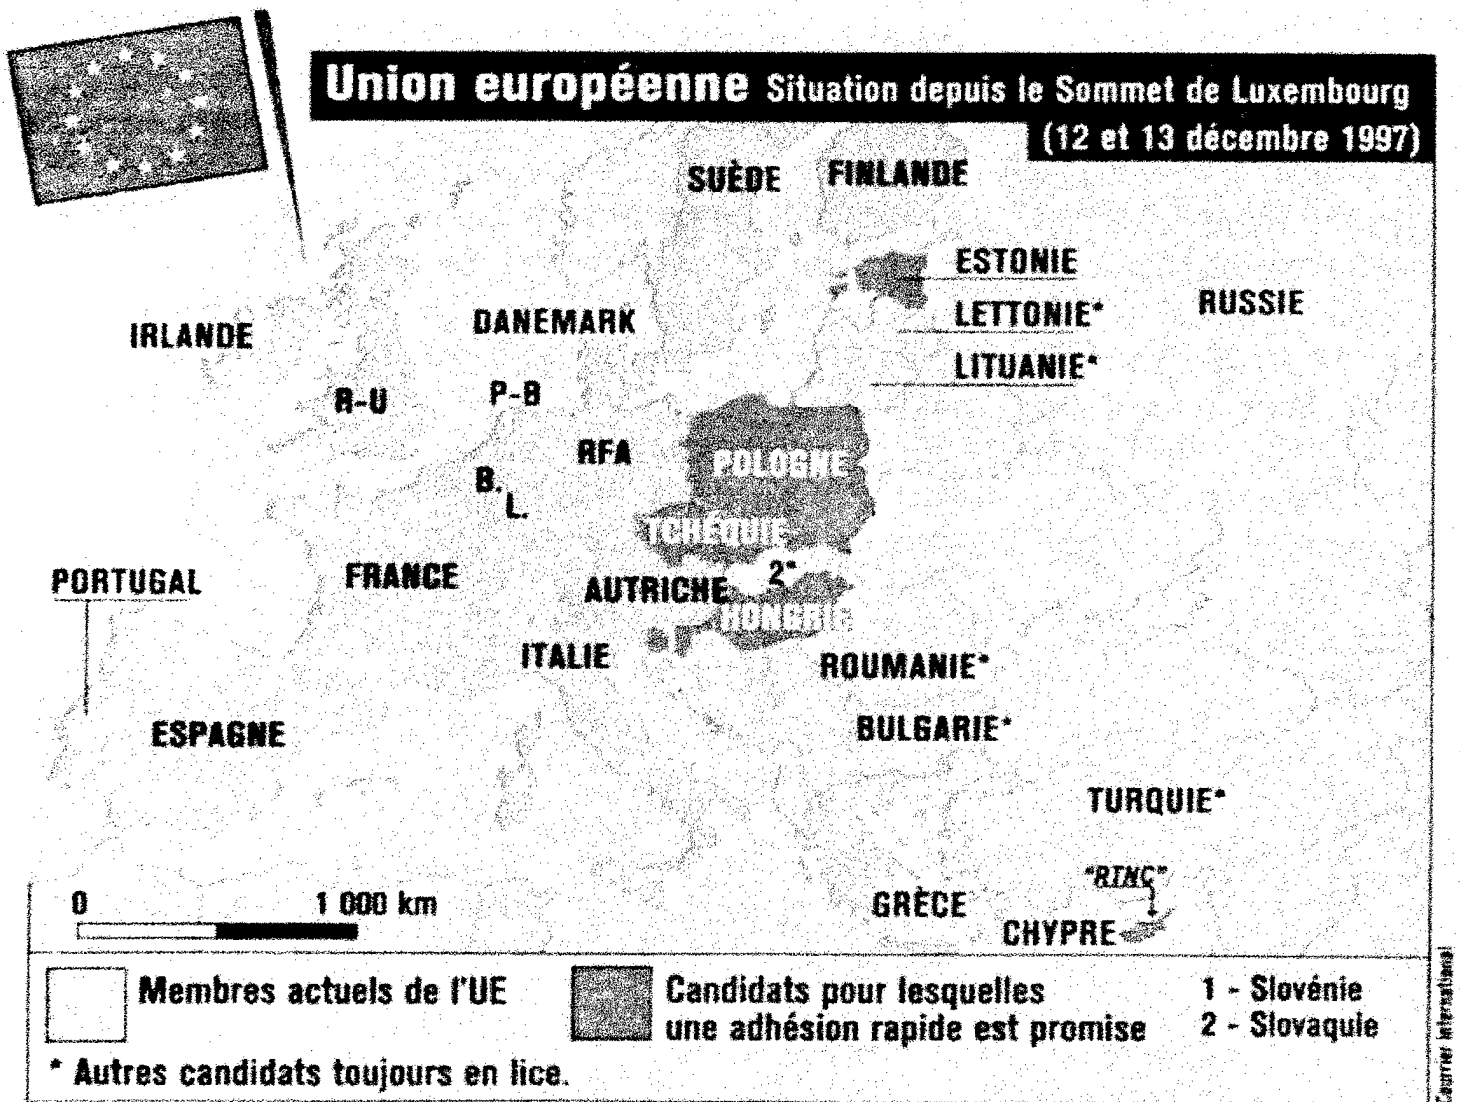 Union européenne Situation depuis le Sommet de Luxembourg
(12 et 13 décembre 1997)
SUÈDE
FINLANDE
ESTONIE
LETTONIE*
RUSSIE
LITUANIE*
IRLANDE
DANEMARK
R-U
P-B
RFA
POLOGNE
B.
L.
TCHÉQUIE
PORTUGAL
FRANCE
AUTRICHE
2*
HONGRIE
1
ITALIE
ROUMANIE*
ESPAGNE
BULGARIE*
TURQUIE*
"RTNC"
GRÈCE
CHYPRE
0 1 000 km
Membres actuels de l'UE
Candidats pour lesquelles
une adhésion rapide est promise
1 - Slovénie
2 - Slovaquie
* Autres candidats toujours en lice.
Courrier International